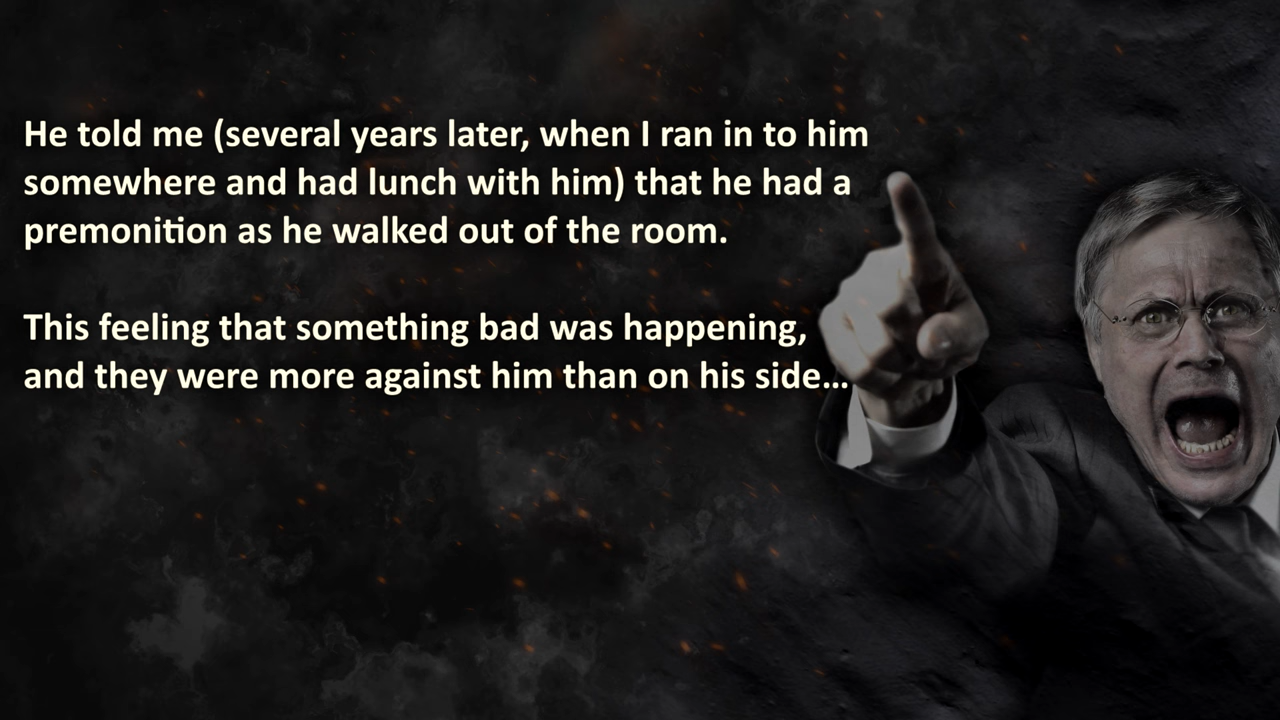 He told me (several years later, when I ran in to him
somewhere and had lunch with him) that he had a
premonition as he walked out of the room.
This feeling that something bad was happening,
and they were more against him than on his side...